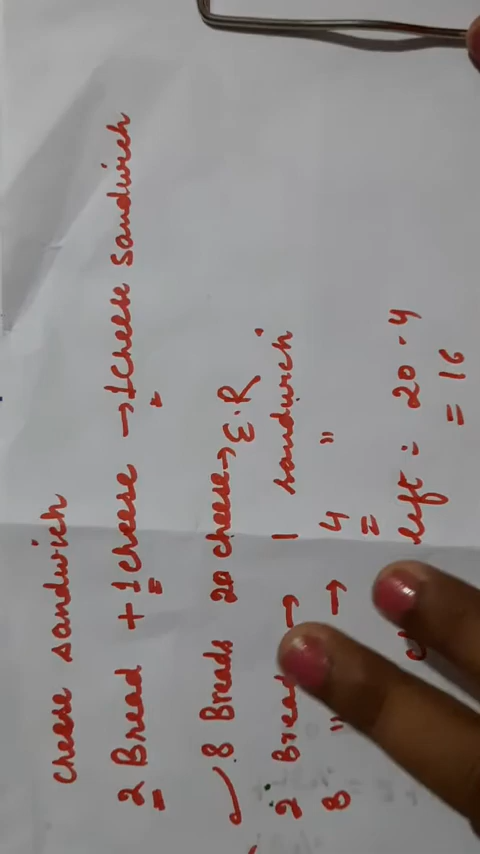 cheese sandwich
2 Bread + 1 cheese → 1 cheese sandwich
✓ 8 Breads 20 cheese → E.R
2 Bread → 1 sandwich
8 " → 4 "
left = 20 - 4
= 16